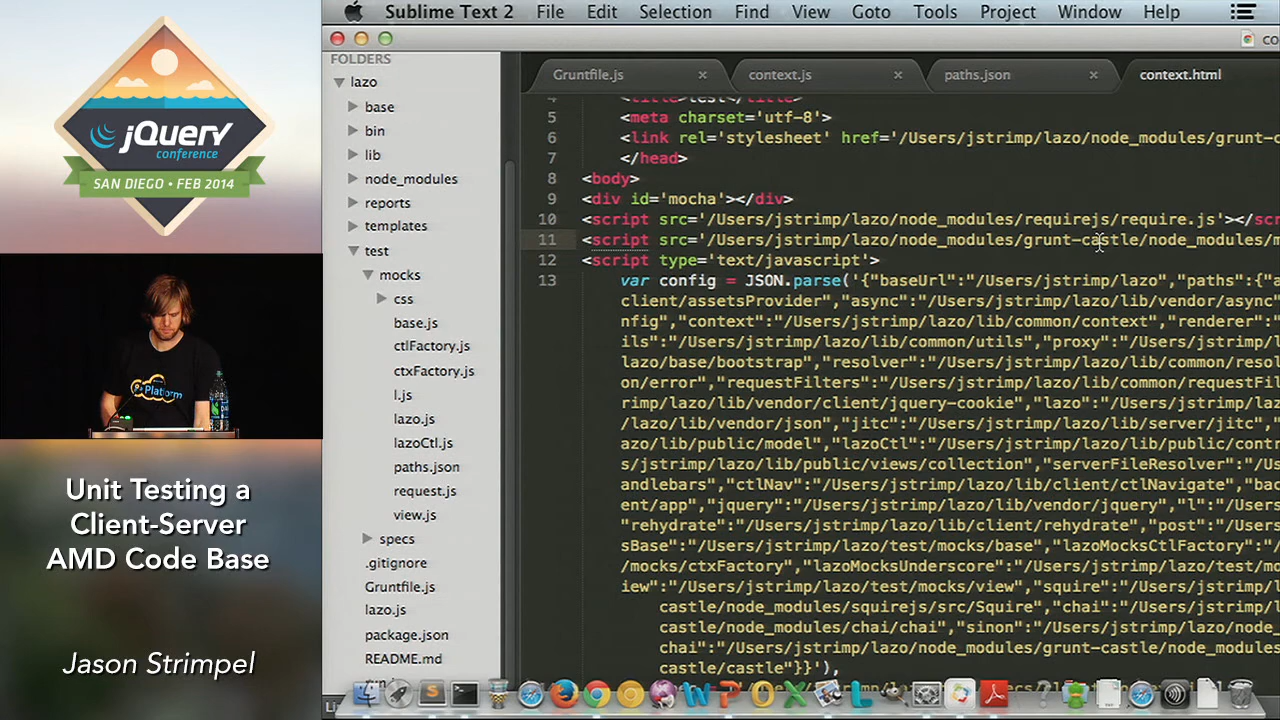 jQuery
conference
SAN DIEGO • FEB 2014
Platform
Unit Testing a
Client-Server
AMD Code Base
Jason Strimpel
Sublime Text 2 File Edit Selection Find View Goto Tools Project Window Help
co
FOLDERS
lazo
base
bin
lib
node_modules
reports
templates
test
mocks
css
base.js
ctlFactory.js
ctxFactory.js
l.js
lazo.js
lazoCtl.js
paths.json
request.js
view.js
specs
.gitignore
Gruntfile.js
lazo.js
package.json
README.md
Gruntfile.js × context.js × paths.json × context.html
4 <title>test</title>
5 <meta charset='utf-8'>
6 <link rel='stylesheet' href='/Users/jstrimp/lazo/node_modules/grunt-c
7 </head>
8 <body>
9 <div id='mocha'></div>
10 <script src='/Users/jstrimp/lazo/node_modules/requirejs/require.js'></scr
11 <script src='/Users/jstrimp/lazo/node_modules/grunt-castle/node_modules/m
12 <script type='text/javascript'>
13 var config = JSON.parse('{"baseUrl":"/Users/jstrimp/lazo","paths":{"a
client/assetsProvider","async":"/Users/jstrimp/lazo/lib/vendor/async"
nfig","context":"/Users/jstrimp/lazo/lib/common/context","renderer":"
ils":"/Users/jstrimp/lazo/lib/common/utils","proxy":"/Users/jstrimp/l
lazo/base/bootstrap","resolver":"/Users/jstrimp/lazo/lib/common/resol
on/error","requestFilters":"/Users/jstrimp/lazo/lib/common/requestFil
rimp/lazo/lib/vendor/client/jquery-cookie","lazo":"/Users/jstrimp/laz
/lazo/lib/vendor/json","jitc":"/Users/jstrimp/lazo/lib/server/jitc","
azo/lib/public/model","lazoCtl":"/Users/jstrimp/lazo/lib/public/contr
s/jstrimp/lazo/lib/public/views/collection","serverFileResolver":"/Us
andlebars","ctlNav":"/Users/jstrimp/lazo/lib/client/ctlNavigate","bac
ent/app","jquery":"/Users/jstrimp/lazo/lib/vendor/jquery","l":"/Users
"rehydrate":"/Users/jstrimp/lazo/lib/client/rehydrate","post":"/Users
sBase":"/Users/jstrimp/lazo/test/mocks/base","lazoMocksCtlFactory":"/
/mocks/ctxFactory","lazoMocksUnderscore":"/Users/jstrimp/lazo/test/mo
iew":"/Users/jstrimp/lazo/test/mocks/view","squire":"/Users/jstrimp/l
castle/node_modules/squirejs/src/Squire","chai":"/Users/jstrimp/lazo/
castle/node_modules/chai/chai","sinon":"/Users/jstrimp/lazo/node_
chai":"/Users/jstrimp/lazo/node_modules/grunt-castle/node_modules
castle/castle"}}'),